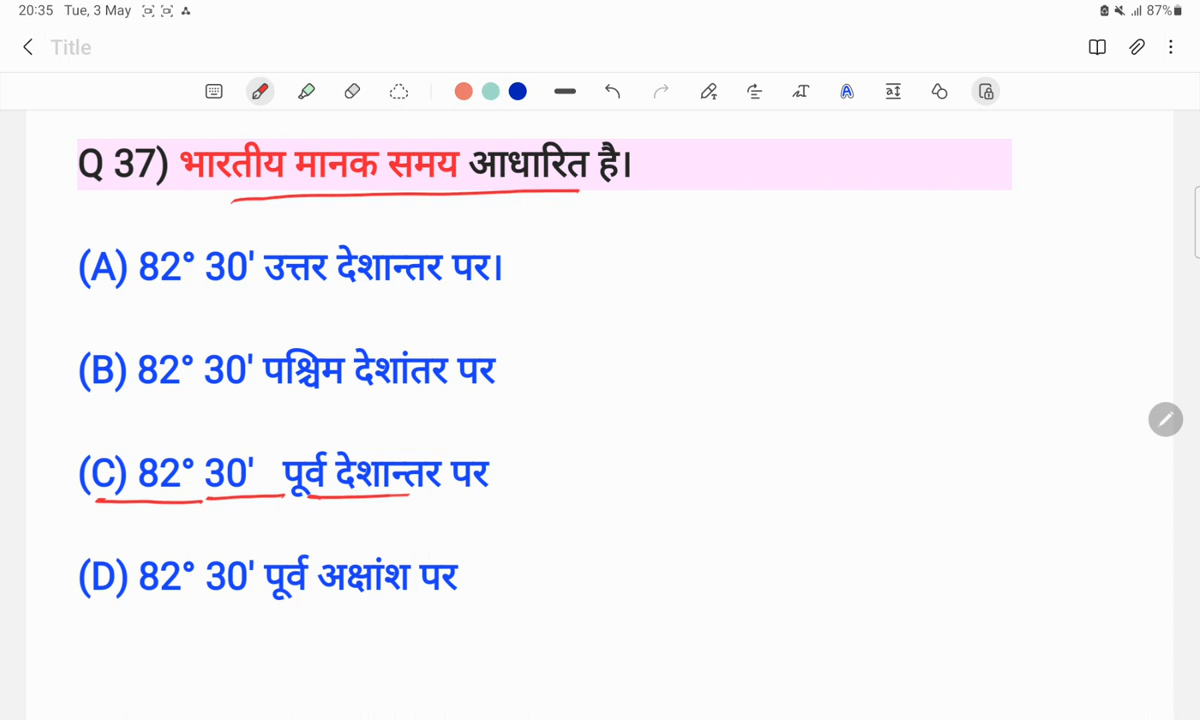 20:35 Tue, 3 May 87%
Title
Q 37) भारतीय मानक समय आधारित है।
(A) 82° 30' उत्तर देशान्तर पर।
(B) 82° 30' पश्चिम देशांतर पर
(C) 82° 30' पूर्व देशान्तर पर
(D) 82° 30' पूर्व अक्षांश पर